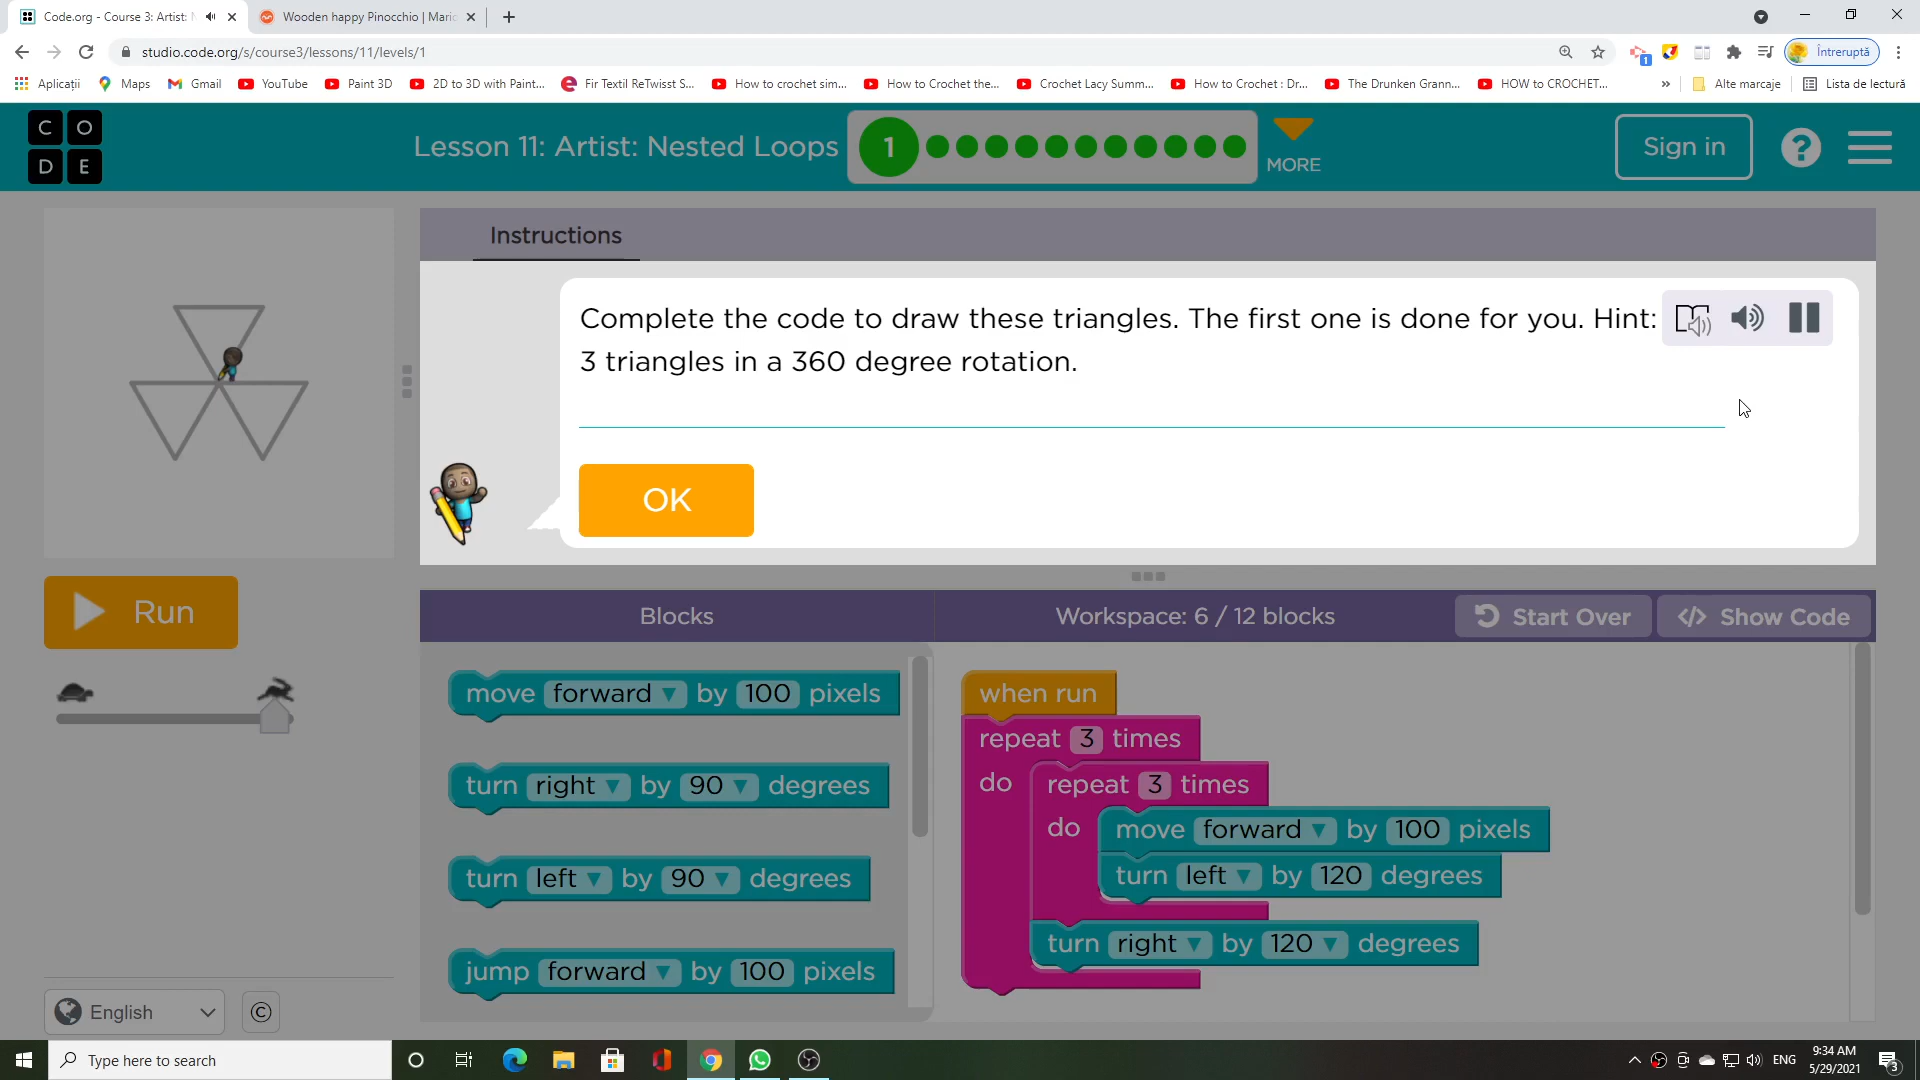 Code.org - Course 3: Artist:
Wooden happy Pinocchio | Mari
studio.code.org/s/course3/lessons/11/levels/1
1
Întreruptă
Aplicații
Maps
Gmail
YouTube
Paint 3D
2D to 3D with Paint...
Fir Textil ReTwisst S...
How to crochet sim...
How to Crochet the...
Crochet Lacy Summ...
How to Crochet : Dr...
The Drunken Grann...
HOW to CROCHET...
»
Alte marcaje
Lista de lectură
C O
D E
Lesson 11: Artist: Nested Loops
1
MORE
Sign in
?
Instructions
Complete the code to draw these triangles. The first one is done for you. Hint:
3 triangles in a 360 degree rotation.
OK
Run
Blocks
Workspace: 6 / 12 blocks
Start Over
</> Show Code
move forward by 100 pixels
turn right by 90 degrees
turn left by 90 degrees
jump forward by 100 pixels
when run
repeat 3 times
do repeat 3 times
do move forward by 100 pixels
turn left by 120 degrees
turn right by 120 degrees
English
©
Type here to search
ENG
9:34 AM
5/29/2021
3